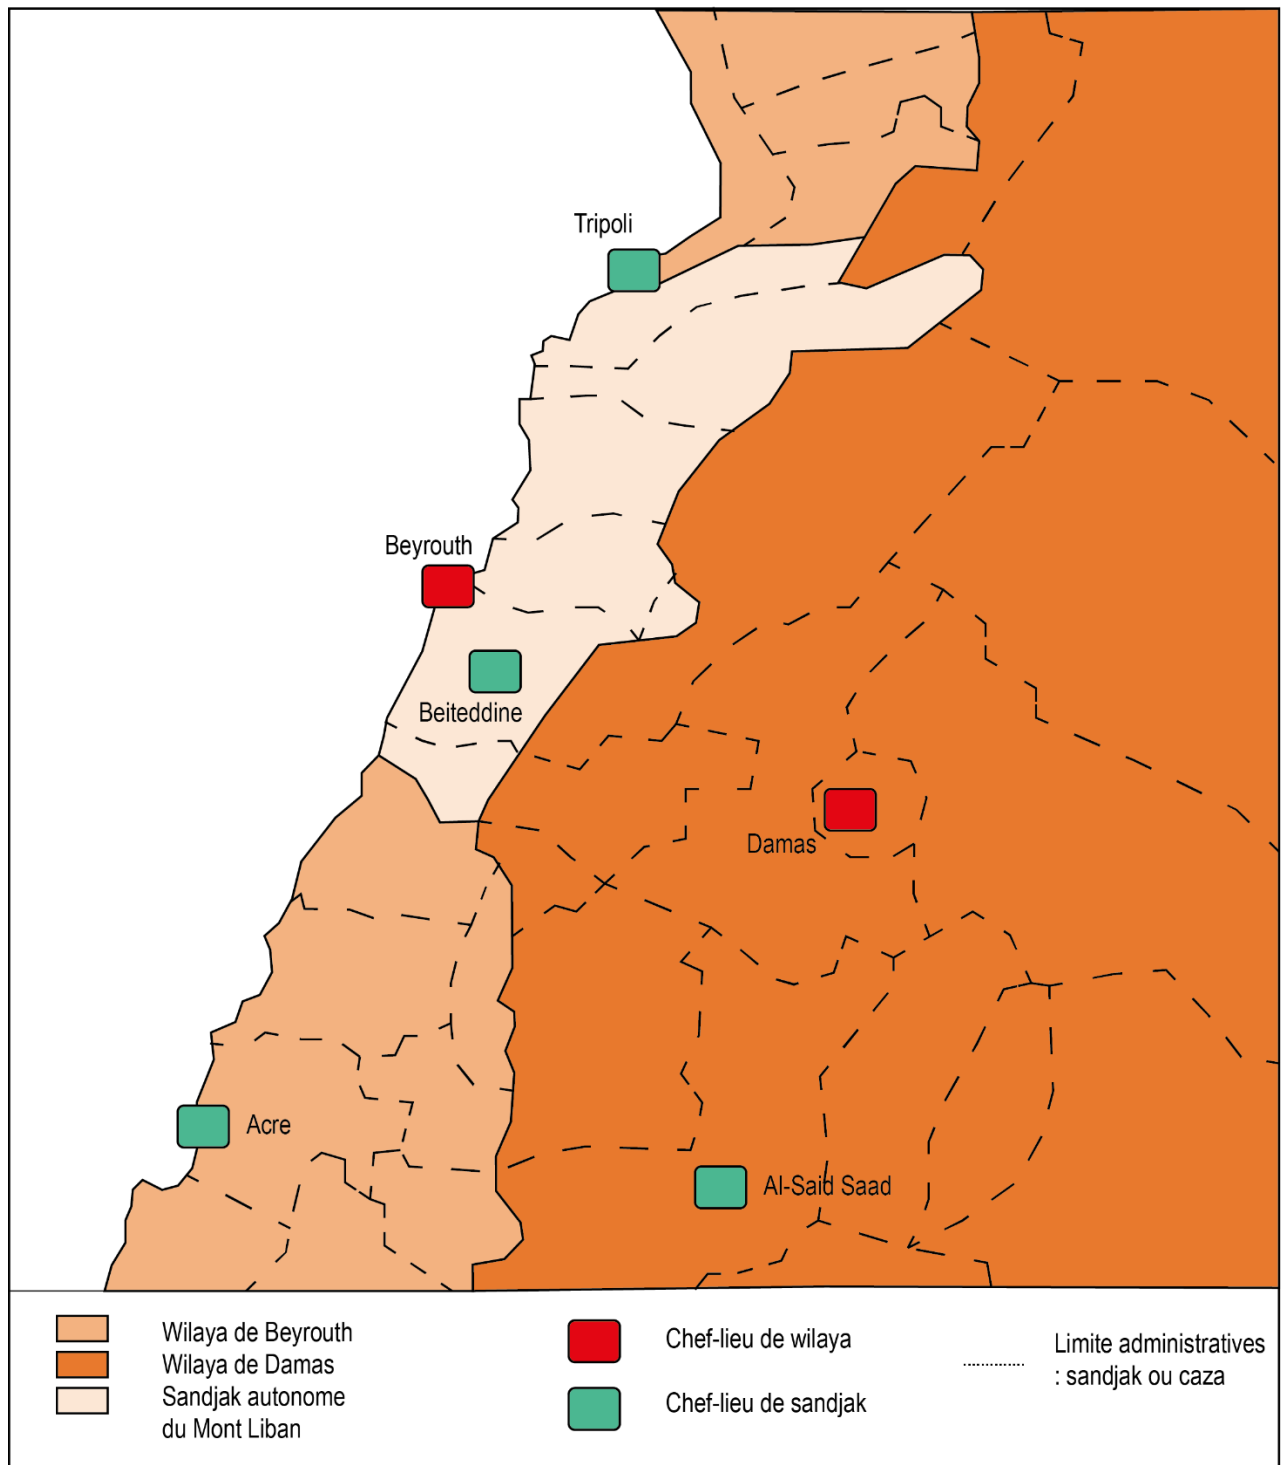 Tripoli
Beyrouth
Beiteddine
Damas
Acre
Al-Said Saad
Wilaya de Beyrouth
Wilaya de Damas
Sandjak autonome
du Mont Liban
Chef-lieu de wilaya
Chef-lieu de sandjak
Limite administratives
: sandjak ou caza